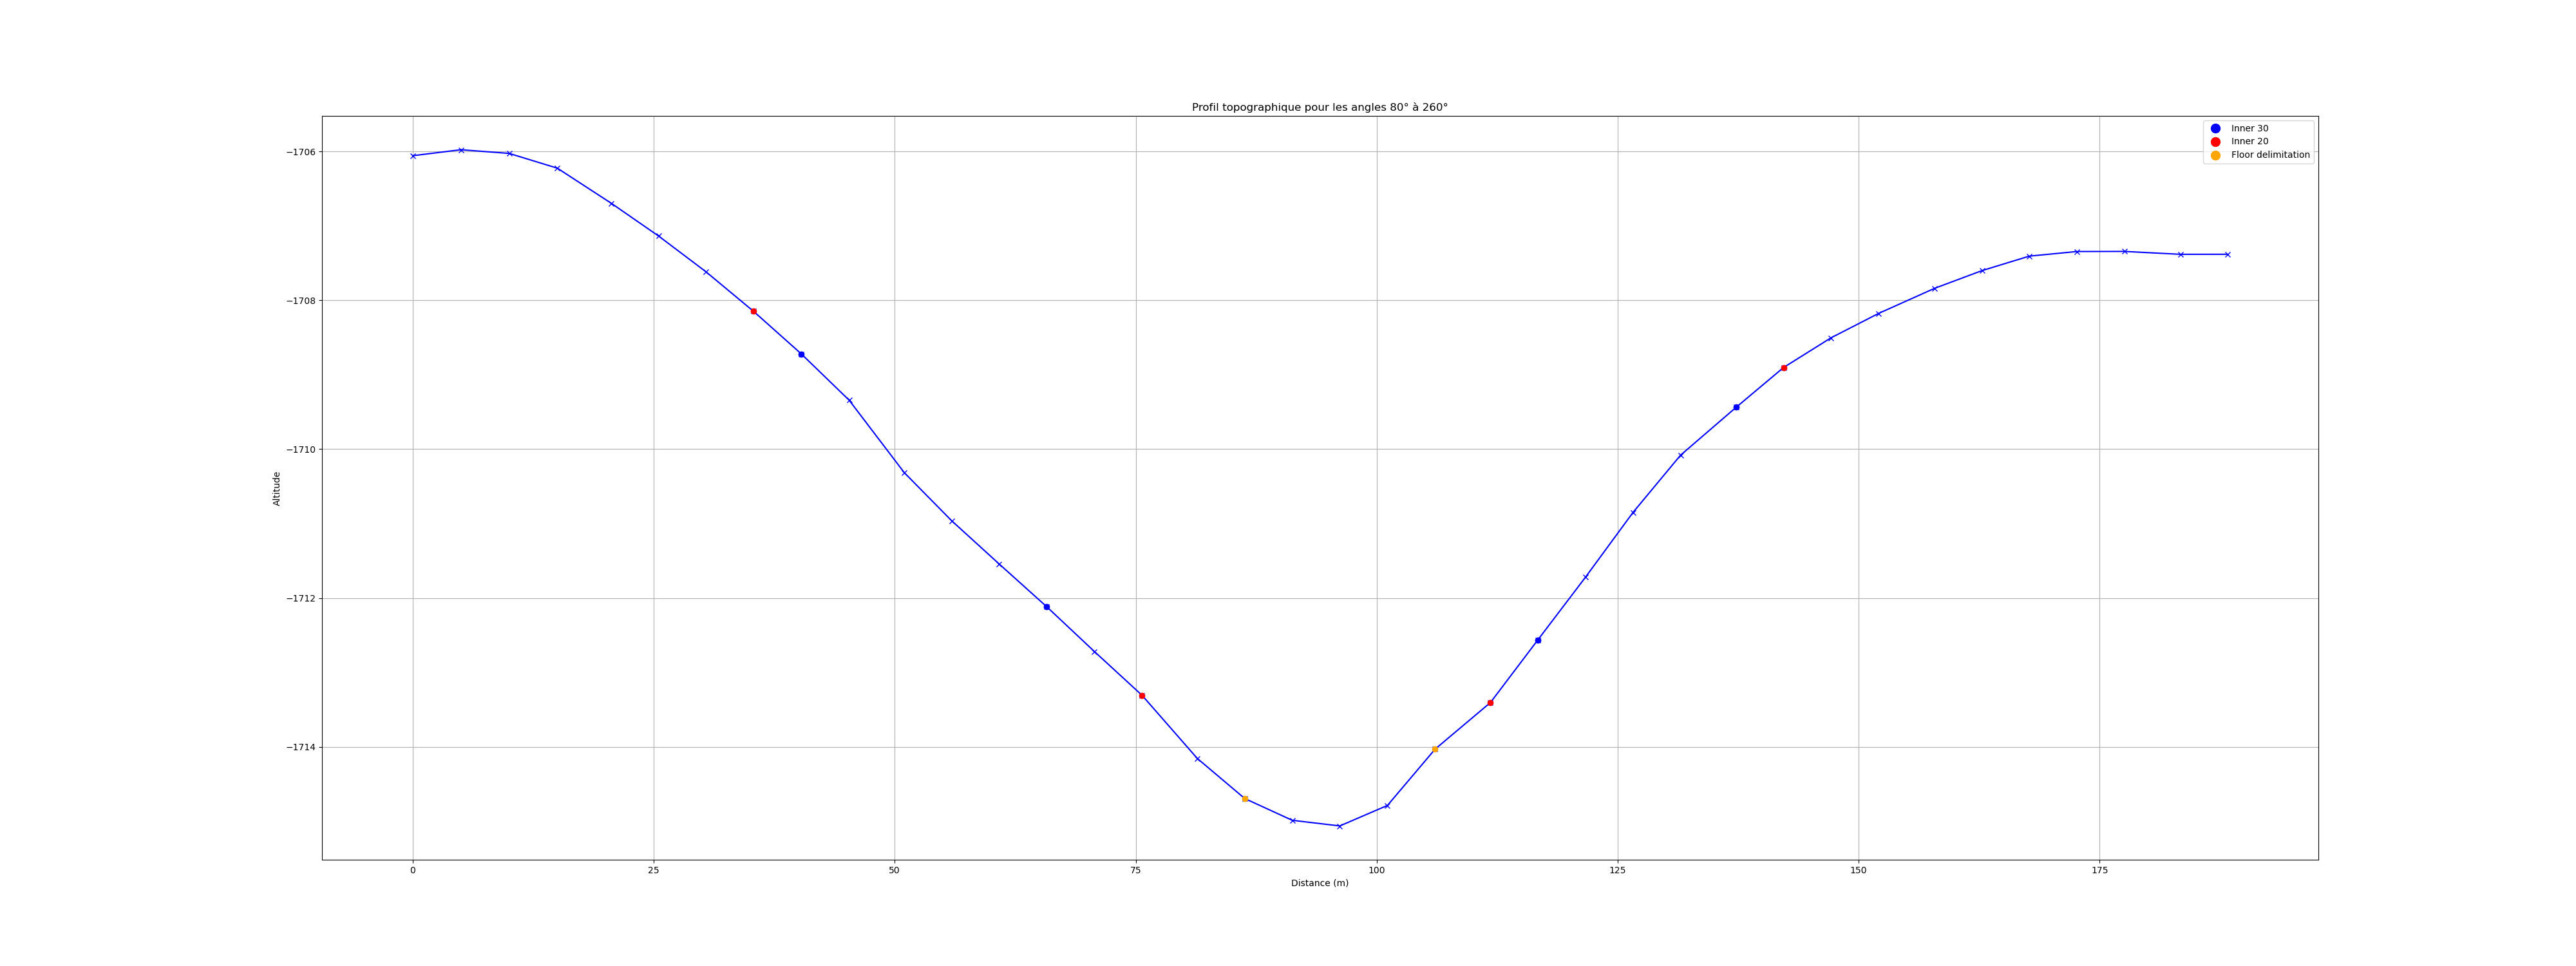 Profil topographique pour les angles 80° à 260°
Inner 30
Inner 20
Floor delimitation
−1706
−1708
−1710
−1712
−1714
Altitude
0
25
50
75
100
125
150
175
Distance (m)